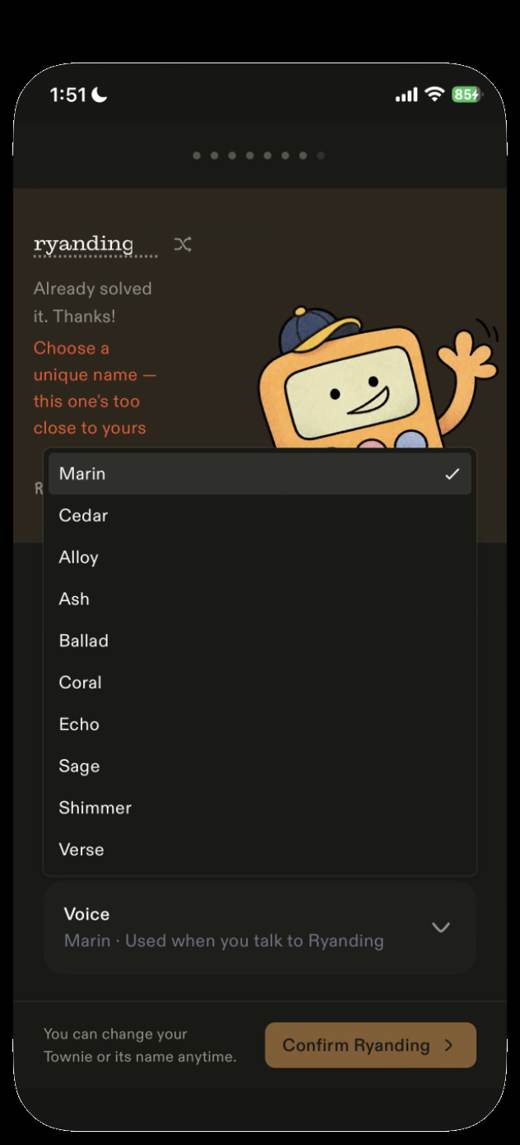 1:51
85
ryanding
Already solved
it. Thanks!
Choose a
unique name —
this one's too
close to yours
R
Marin
Cedar
Alloy
Ash
Ballad
Coral
Echo
Sage
Shimmer
Verse
Voice
Marin · Used when you talk to Ryanding
You can change your
Townie or its name anytime.
Confirm Ryanding